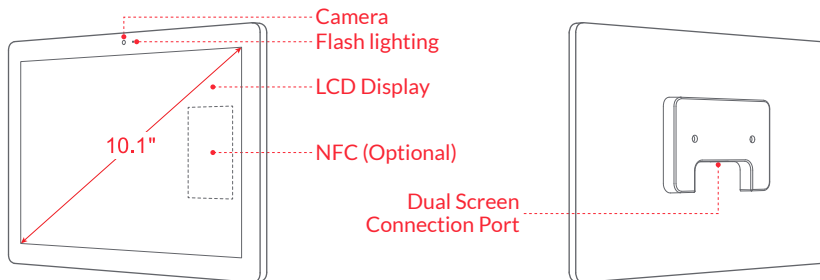 Camera
Flash lighting
LCD Display
10.1"
NFC (Optional)
Dual Screen
Connection Port